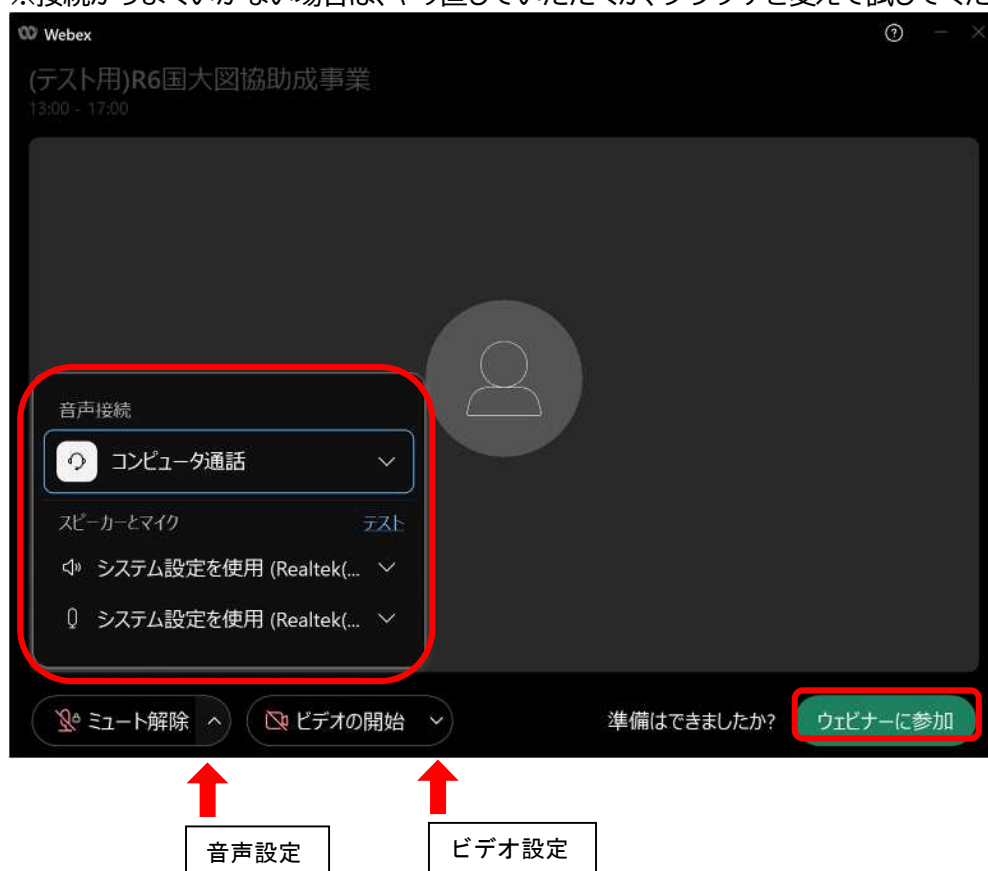 Webex
(テスト用)R6国大図協助成事業
13:00 - 17:00
音声接続
コンピュータ通話
スピーカーとマイク テスト
システム設定を使用 (Realtek(...
システム設定を使用 (Realtek(...
ミュート解除 ビデオの開始 準備はできましたか? ウェビナーに参加
音声設定 ビデオ設定